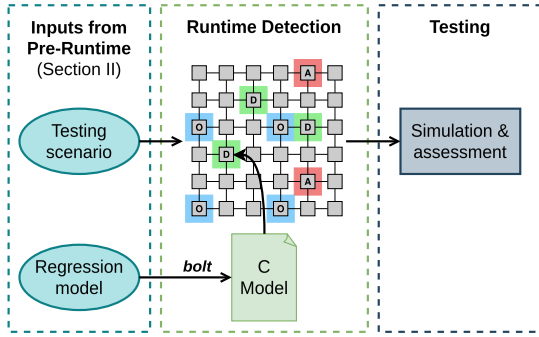 Inputs from
Pre-Runtime
(Section II)
Testing
scenario
Regression
model
bolt
Runtime Detection
A
D
O
O
D
D
A
O
O
C
Model
Testing
Simulation &
assessment